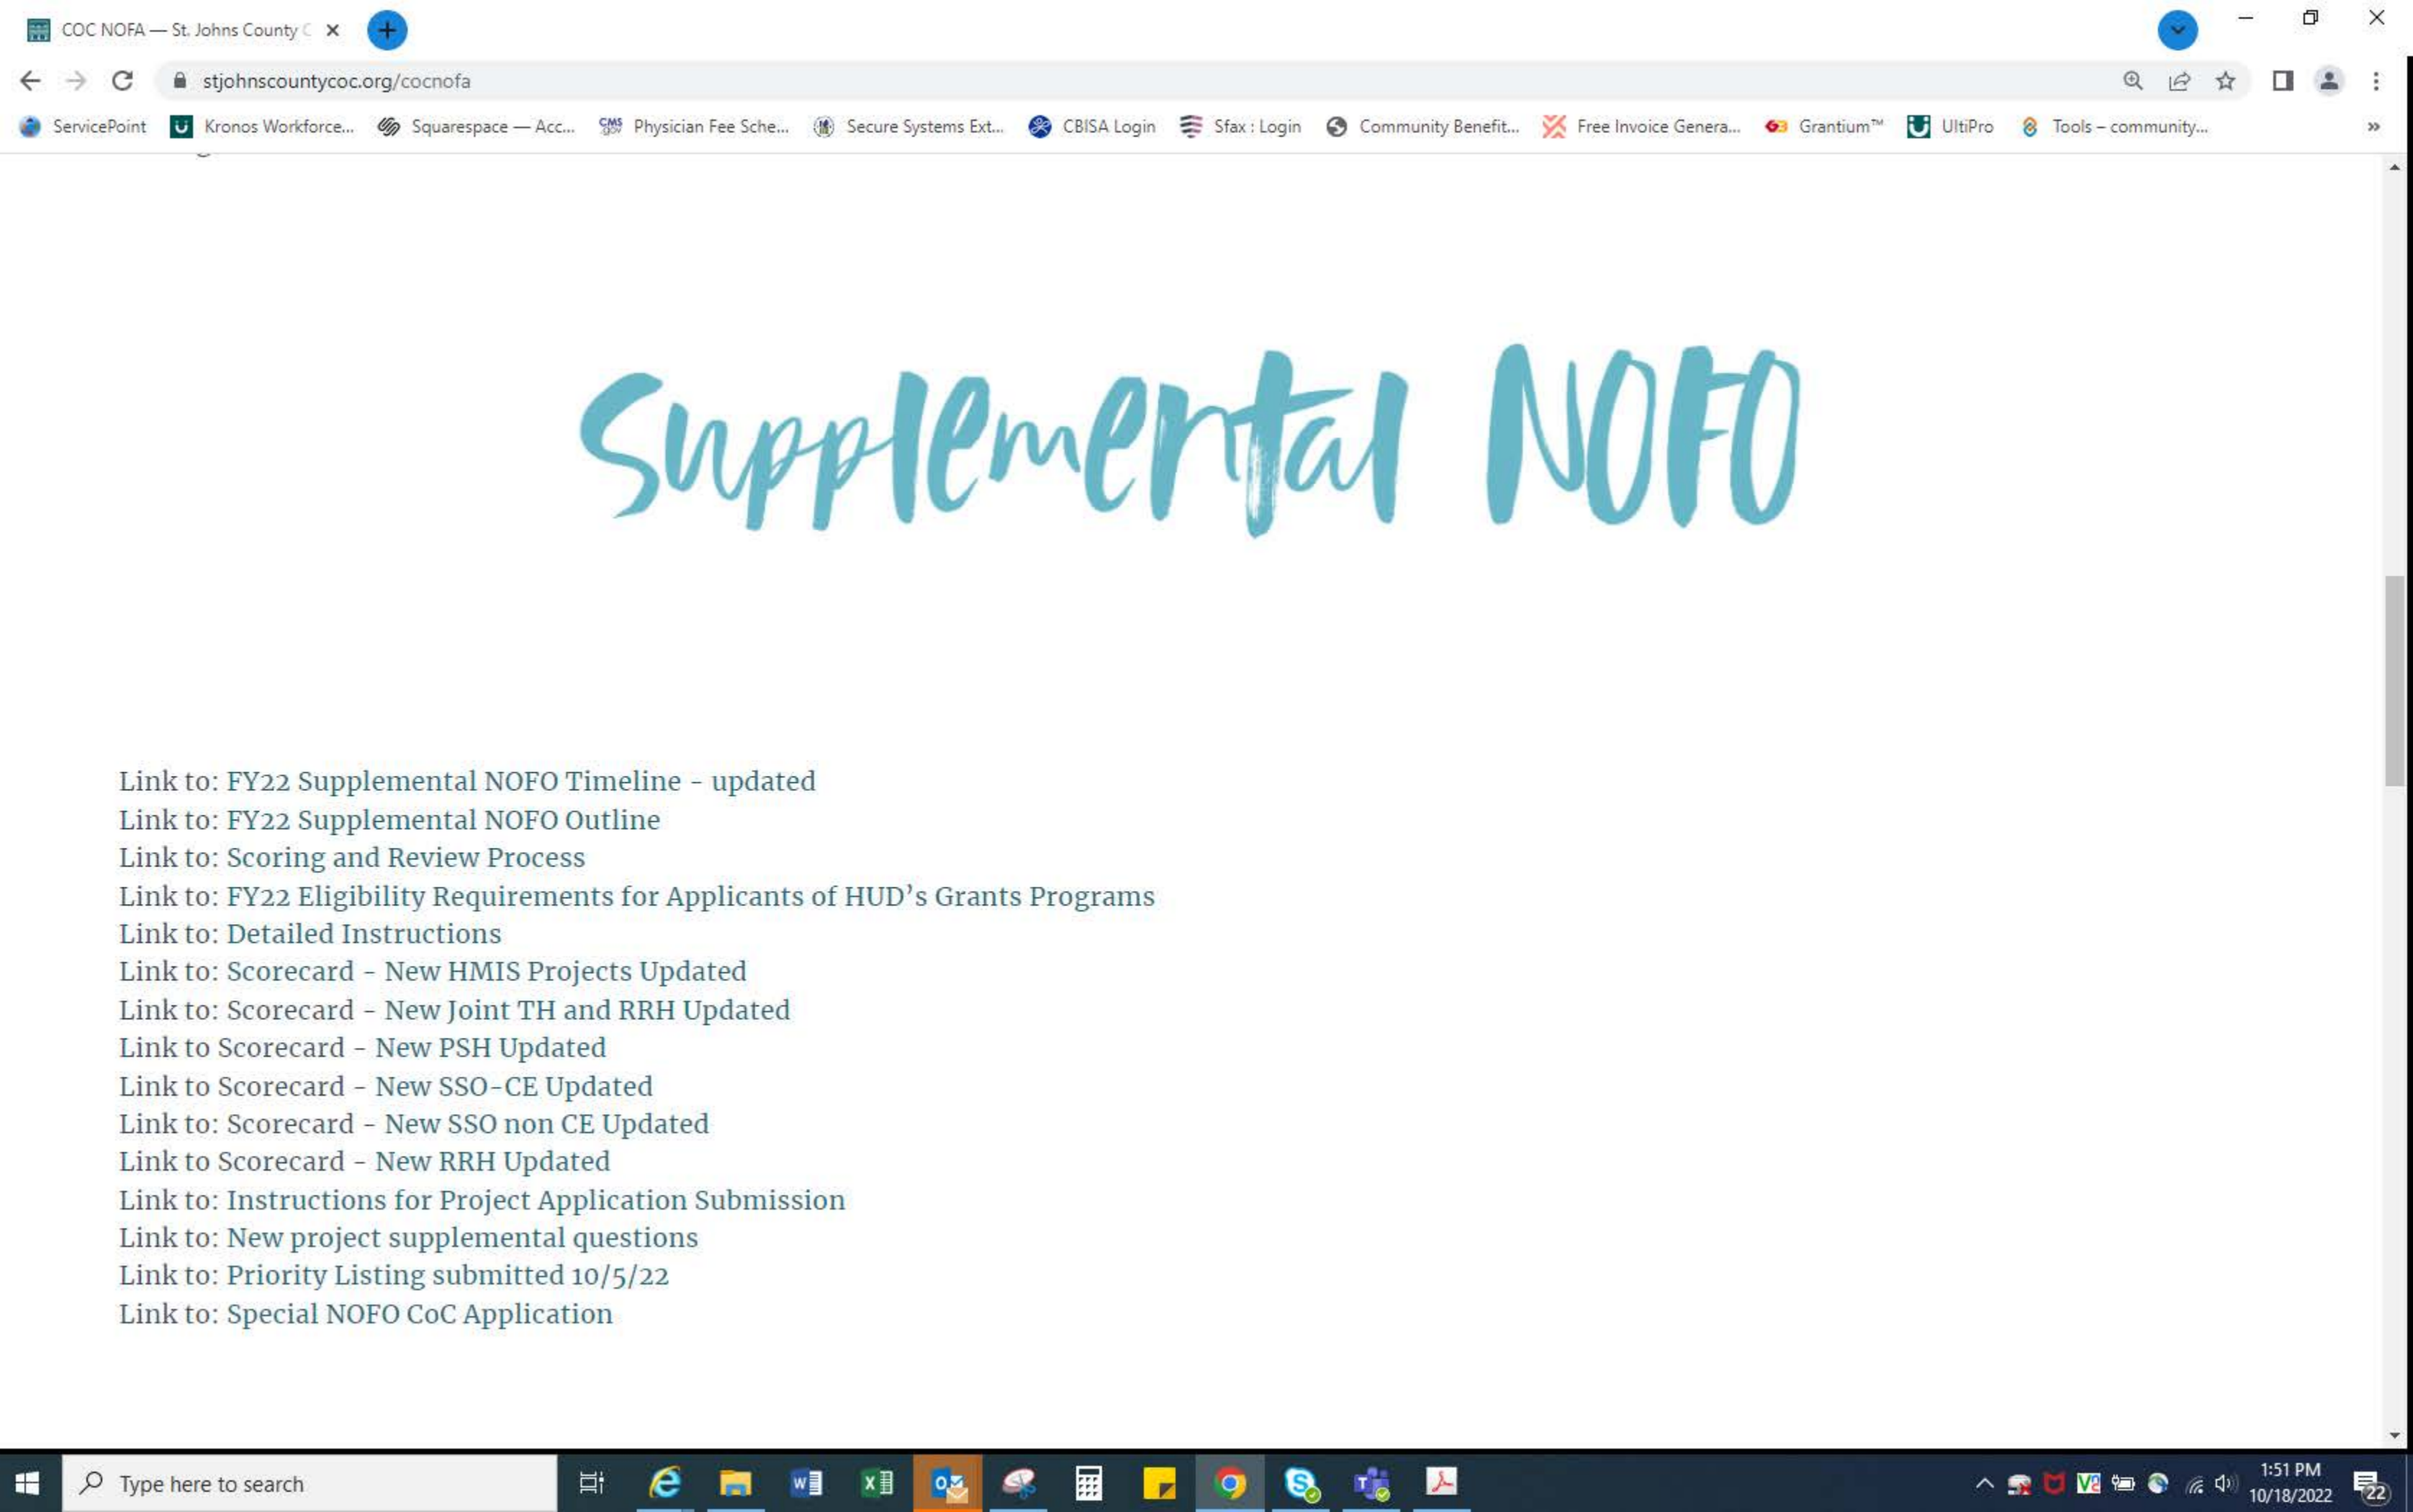 COC NOFA — St. Johns County C
stjohnscountycoc.org/cocnofa
ServicePoint
Kronos Workforce...
Squarespace — Acc...
CMS Physician Fee Sche...
Secure Systems Ext...
CBISA Login
Sfax : Login
Community Benefit...
Free Invoice Genera...
Grantium™
UltiPro
Tools – community...
Supplemental NOFO
Link to: FY22 Supplemental NOFO Timeline - updated
Link to: FY22 Supplemental NOFO Outline
Link to: Scoring and Review Process
Link to: FY22 Eligibility Requirements for Applicants of HUD’s Grants Programs
Link to: Detailed Instructions
Link to: Scorecard - New HMIS Projects Updated
Link to: Scorecard - New Joint TH and RRH Updated
Link to Scorecard - New PSH Updated
Link to Scorecard - New SSO-CE Updated
Link to: Scorecard - New SSO non CE Updated
Link to Scorecard - New RRH Updated
Link to: Instructions for Project Application Submission
Link to: New project supplemental questions
Link to: Priority Listing submitted 10/5/22
Link to: Special NOFO CoC Application
Type here to search
1:51 PM
10/18/2022
22